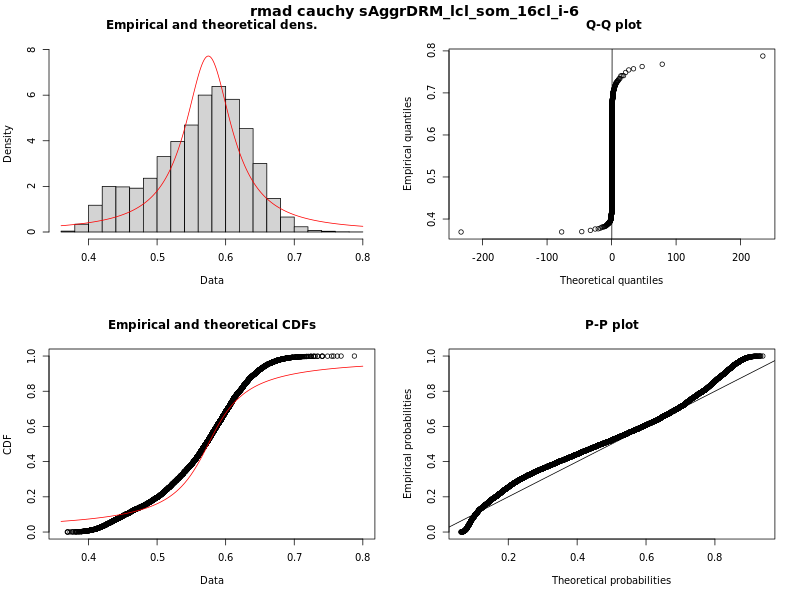 rmad cauchy sAggrDRM_lcl_som_16cl_i-6
Empirical and theoretical dens.
Density
0 2 4 6 8
0.4 0.5 0.6 0.7 0.8
Data
Q-Q plot
Empirical quantiles
0.4 0.5 0.6 0.7 0.8
-200 -100 0 100 200
Theoretical quantiles
Empirical and theoretical CDFs
CDF
0.0 0.2 0.4 0.6 0.8 1.0
0.4 0.5 0.6 0.7 0.8
Data
P-P plot
Empirical probabilities
0.0 0.2 0.4 0.6 0.8 1.0
0.2 0.4 0.6 0.8
Theoretical probabilities